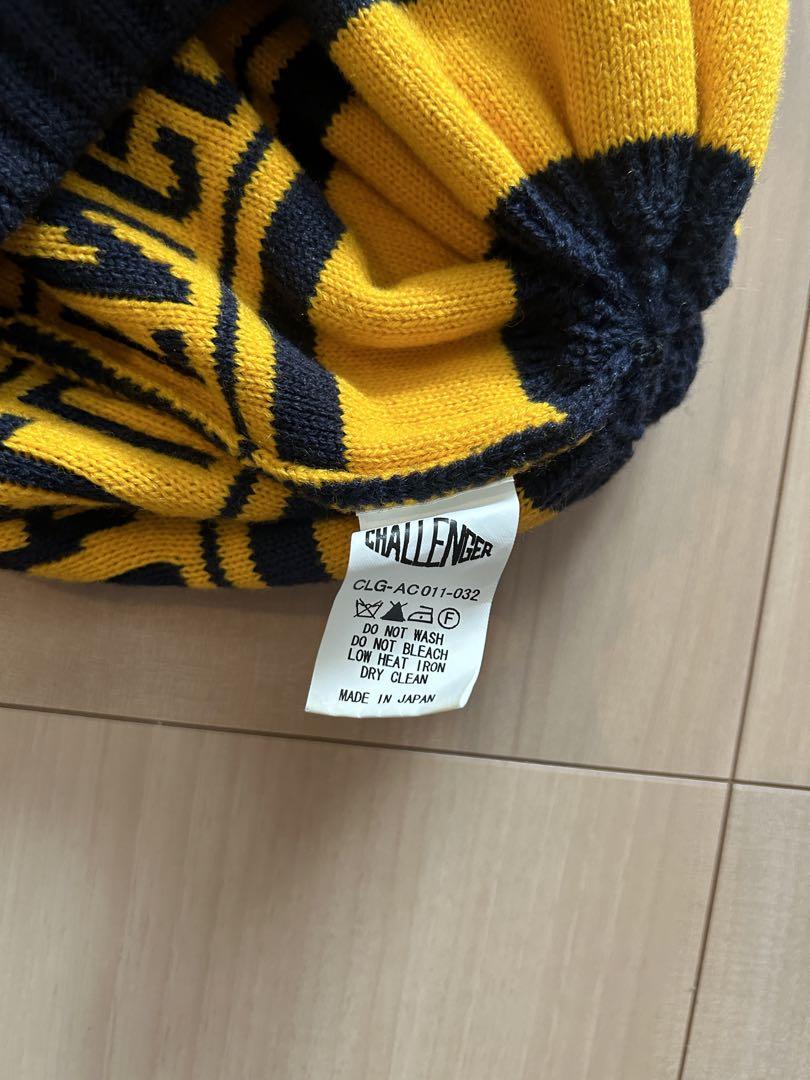 CHALLENGER
CLG-AC011-032
F
DO NOT WASH
DO NOT BLEACH
LOW HEAT IRON
DRY CLEAN
MADE IN JAPAN